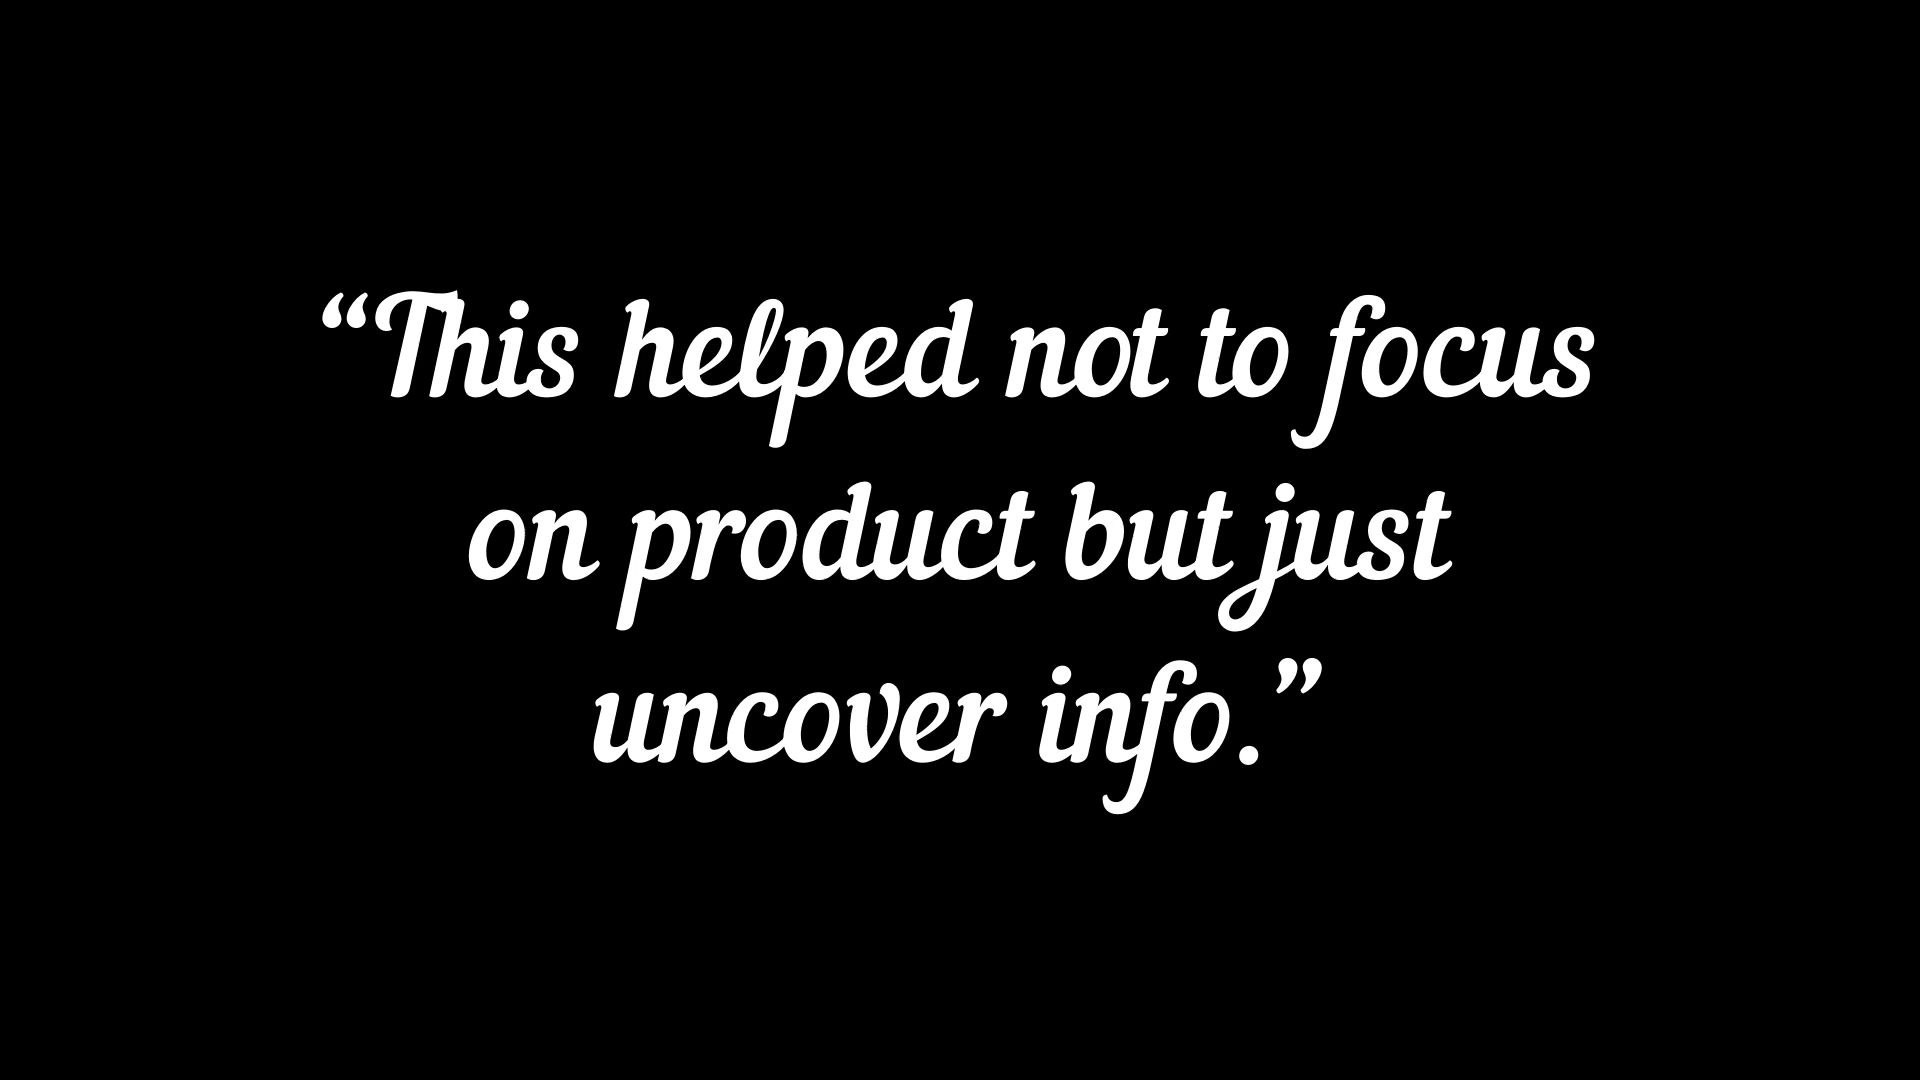 “This helped not to focus
on product but just
uncover info.”